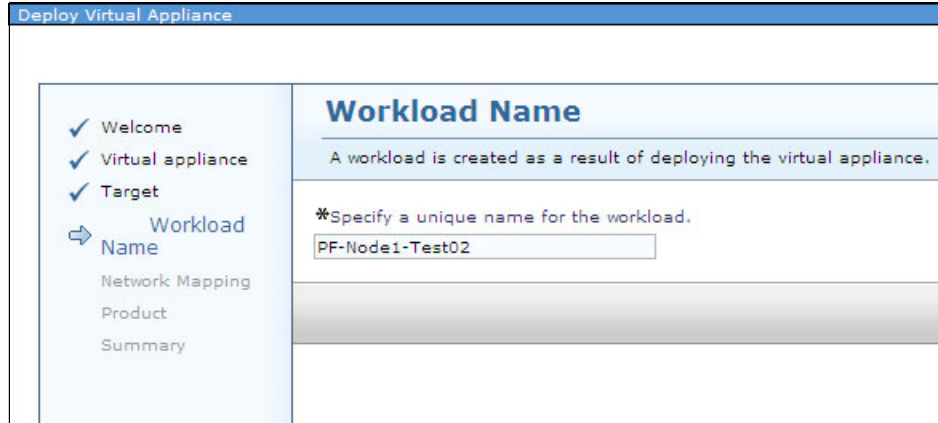 Deploy Virtual Appliance
Welcome
Virtual appliance
Target
Workload
Name
Network Mapping
Product
Summary
Workload Name
A workload is created as a result of deploying the virtual appliance.
*Specify a unique name for the workload.
PF-Node1-Test02